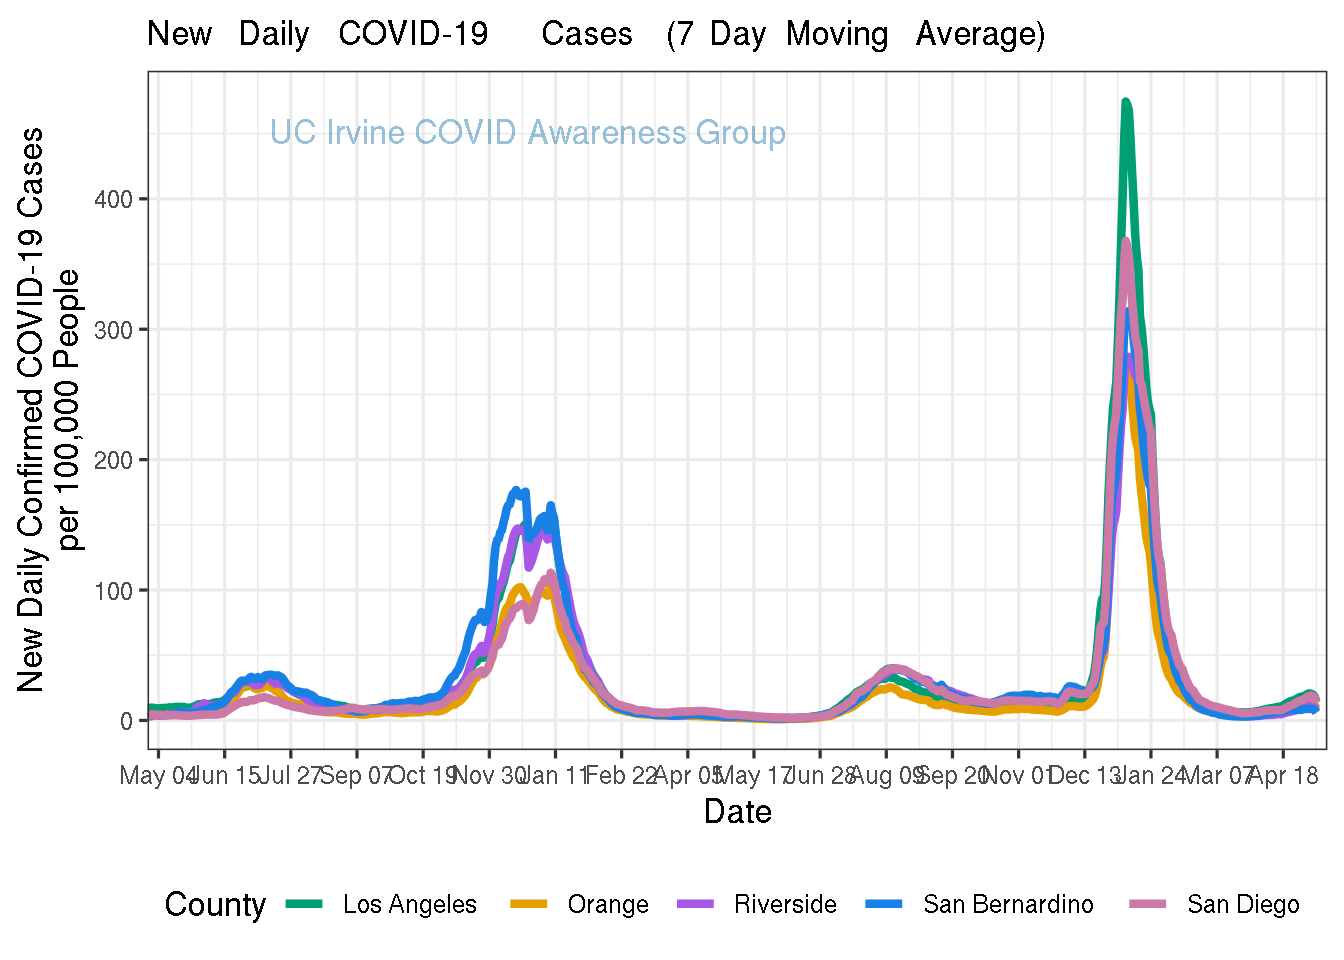 New Daily COVID-19 Cases (7 Day Moving Average)
UC Irvine COVID Awareness Group
New Daily Confirmed COVID-19 Cases
per 100,000 People
400
300
200
100
0
May 04 Jun 15 Jul 27 Sep 07 Oct 19 Nov 30 Jan 11 Feb 22 Apr 05 May 17 Jun 28 Aug 09 Sep 20 Nov 01 Dec 13 Jan 24 Mar 07 Apr 18
Date
County Los Angeles Orange Riverside San Bernardino San Diego